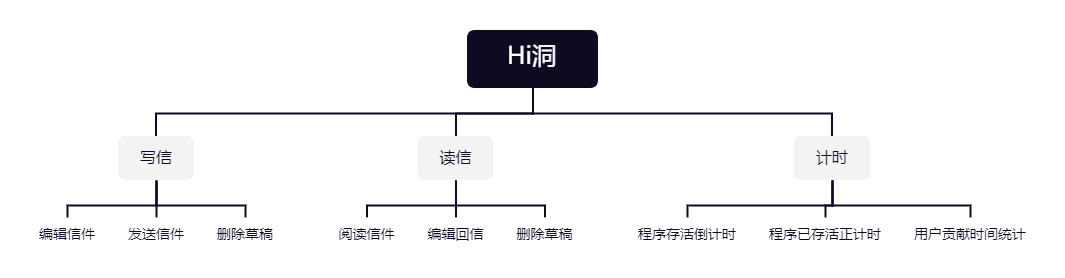 Hi洞
写信
读信
计时
编辑信件
发送信件
删除草稿
阅读信件
编辑回信
删除草稿
程序存活倒计时
程序已存活正计时
用户贡献时间统计